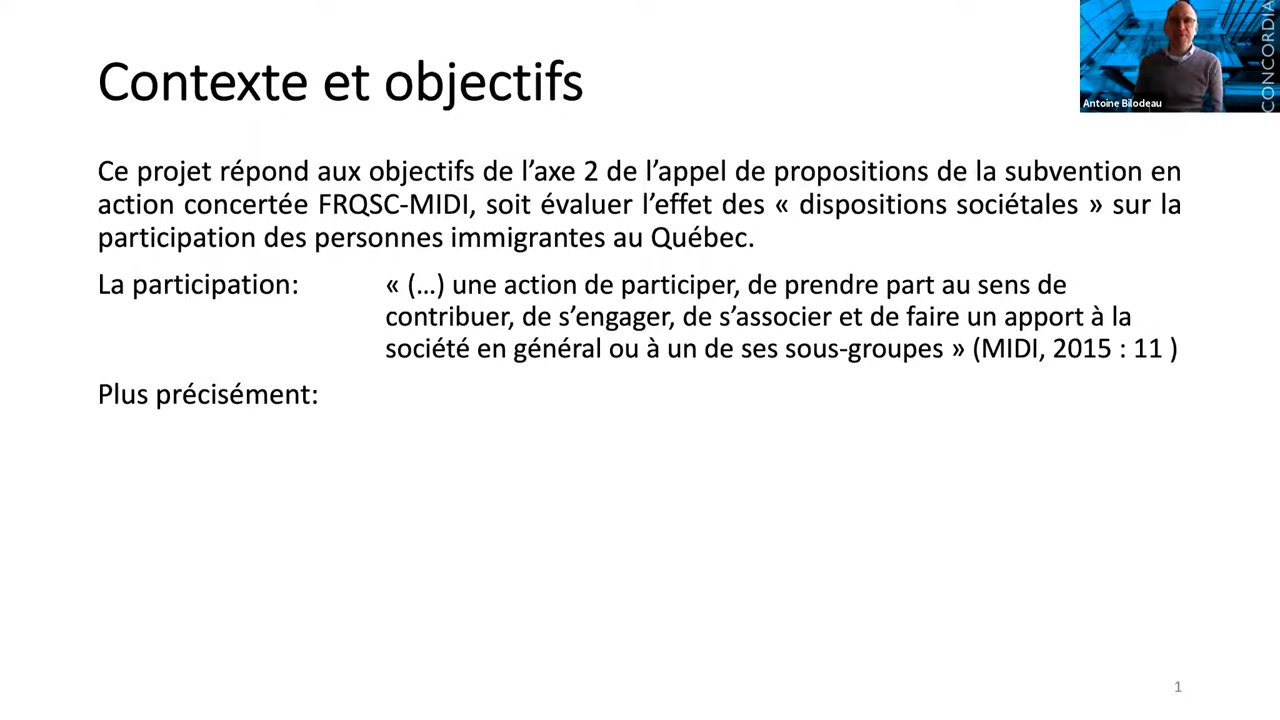 Contexte et objectifs
Ce projet répond aux objectifs de l’axe 2 de l’appel de propositions de la subvention en
action concertée FRQSC-MIDI, soit évaluer l’effet des « dispositions sociétales » sur la
participation des personnes immigrantes au Québec.
La participation: « (…) une action de participer, de prendre part au sens de
contribuer, de s’engager, de s’associer et de faire un apport à la
société en général ou à un de ses sous-groupes » (MIDI, 2015 : 11 )
Plus précisément:
Antoine Bilodeau
CONCORDIA
1